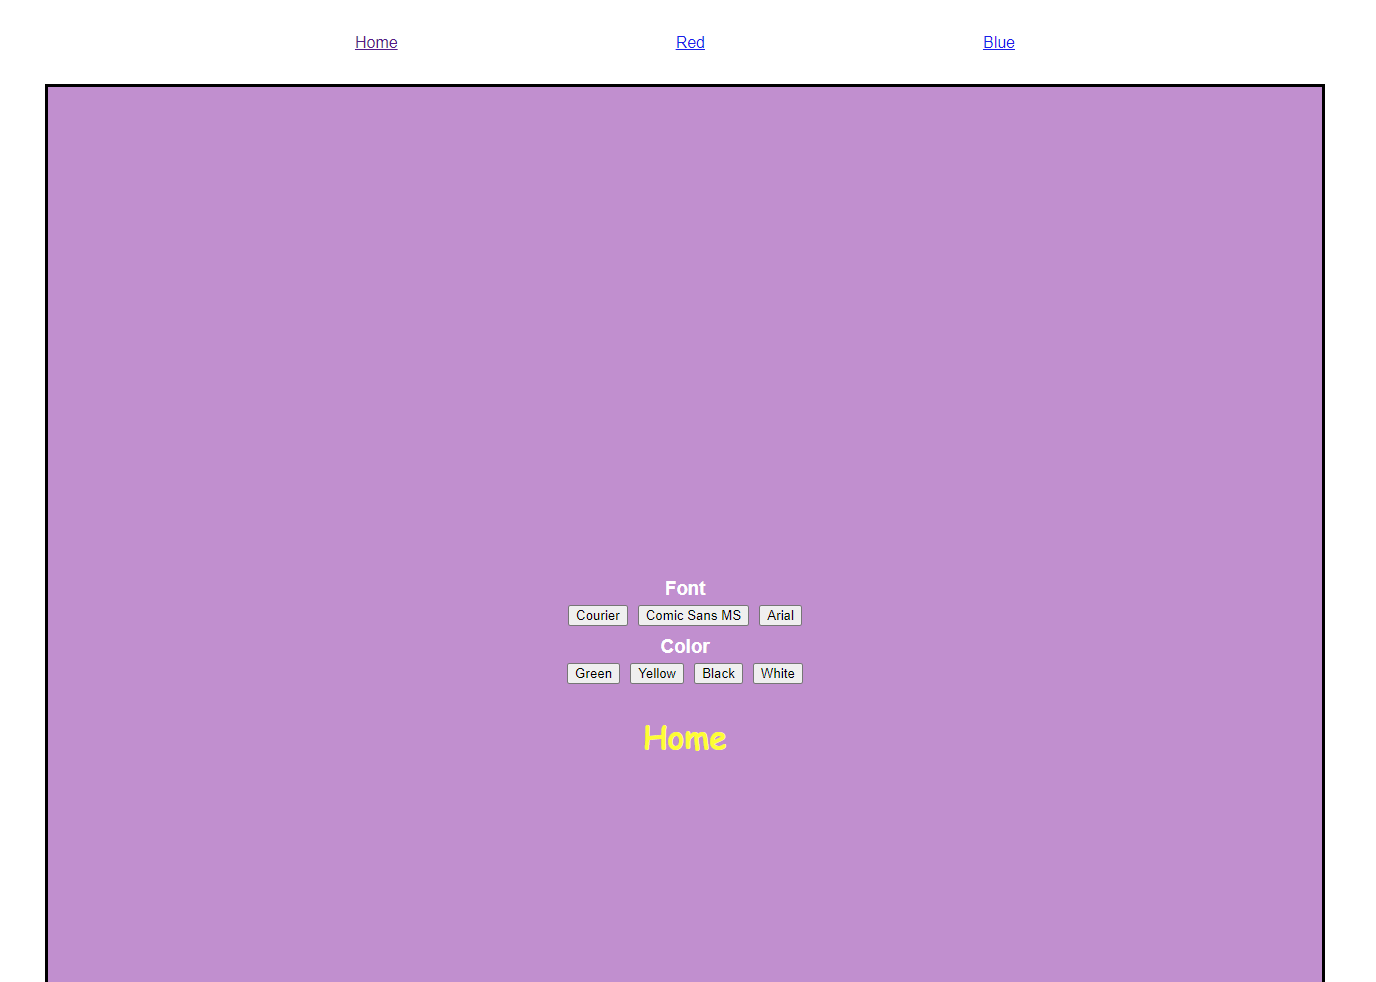 Home Red Blue
Font
Courier Comic Sans MS Arial
Color
Green Yellow Black White
Home